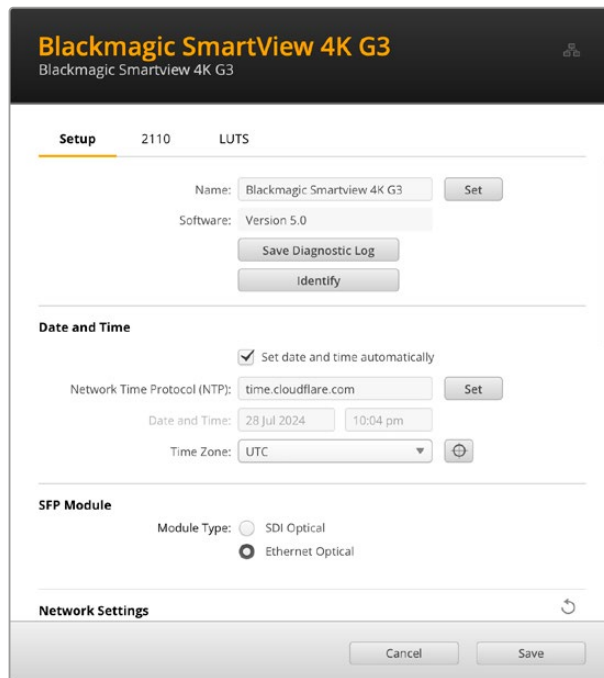 Blackmagic SmartView 4K G3
Blackmagic Smartview 4K G3
Setup 2110 LUTS
Name: Blackmagic Smartview 4K G3 Set
Software: Version 5.0
Save Diagnostic Log
Identify
Date and Time
Set date and time automatically
Network Time Protocol (NTP): time.cloudflare.com Set
Date and Time: 28 Jul 2024 10:04 pm
Time Zone: UTC
SFP Module
Module Type: SDI Optical
Ethernet Optical
Network Settings
Cancel Save